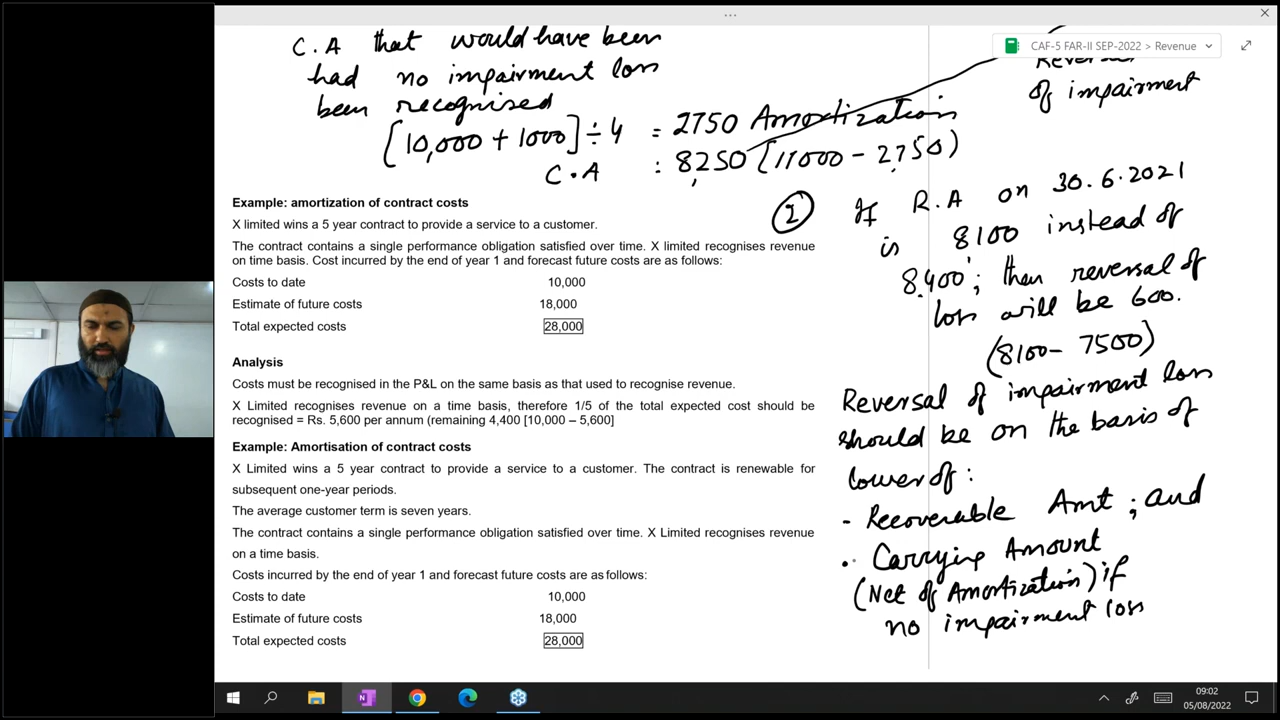 CAF-5 FAR-II SEP-2022 > Revenue
C.A that would have been
had no impairment loss
been recognised
[10,000 + 1000] ÷ 4 = 2750 Amortization
C.A : 8,250 (11000 - 2,750)
Reversal
of impairment
Example: amortization of contract costs
X limited wins a 5 year contract to provide a service to a customer.
The contract contains a single performance obligation satisfied over time. X limited recognises revenue
on time basis. Cost incurred by the end of year 1 and forecast future costs are as follows:
Costs to date 10,000
Estimate of future costs 18,000
Total expected costs 28,000
Analysis
Costs must be recognised in the P&L on the same basis as that used to recognise revenue.
X Limited recognises revenue on a time basis, therefore 1/5 of the total expected cost should be
recognised = Rs. 5,600 per annum (remaining 4,400 [10,000 – 5,600]
Example: Amortisation of contract costs
X Limited wins a 5 year contract to provide a service to a customer. The contract is renewable for
subsequent one-year periods.
The average customer term is seven years.
The contract contains a single performance obligation satisfied over time. X Limited recognises revenue
on a time basis.
Costs incurred by the end of year 1 and forecast future costs are as follows:
Costs to date 10,000
Estimate of future costs 18,000
Total expected costs 28,000
② If R.A on 30.6.2021
is 8100 instead of
8,400; then reversal of
loss will be 600.
(8100 - 7500)
Reversal of impairment loss
should be on the basis of
lower of:
- Recoverable Amt ; and
• Carrying Amount
(Net of Amortization) if
no impairment loss
09:02
05/08/2022